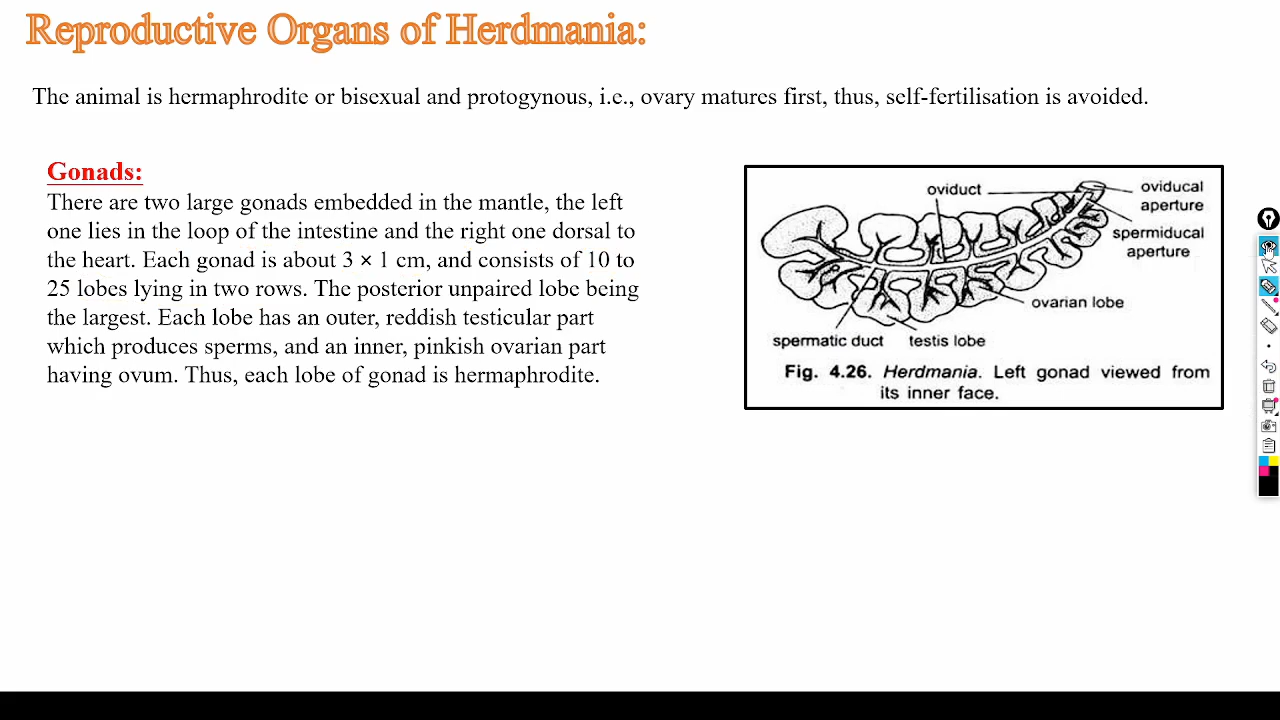 Reproductive Organs of Herdmania:
The animal is hermaphrodite or bisexual and protogynous, i.e., ovary matures first, thus, self-fertilisation is avoided.
Gonads:
There are two large gonads embedded in the mantle, the left
one lies in the loop of the intestine and the right one dorsal to
the heart. Each gonad is about 3 × 1 cm, and consists of 10 to
25 lobes lying in two rows. The posterior unpaired lobe being
the largest. Each lobe has an outer, reddish testicular part
which produces sperms, and an inner, pinkish ovarian part
having ovum. Thus, each lobe of gonad is hermaphrodite.
oviduct
oviducal
aperture
spermiducal
aperture
ovarian lobe
spermatic duct
testis lobe
Fig. 4.26. Herdmania. Left gonad viewed from
its inner face.